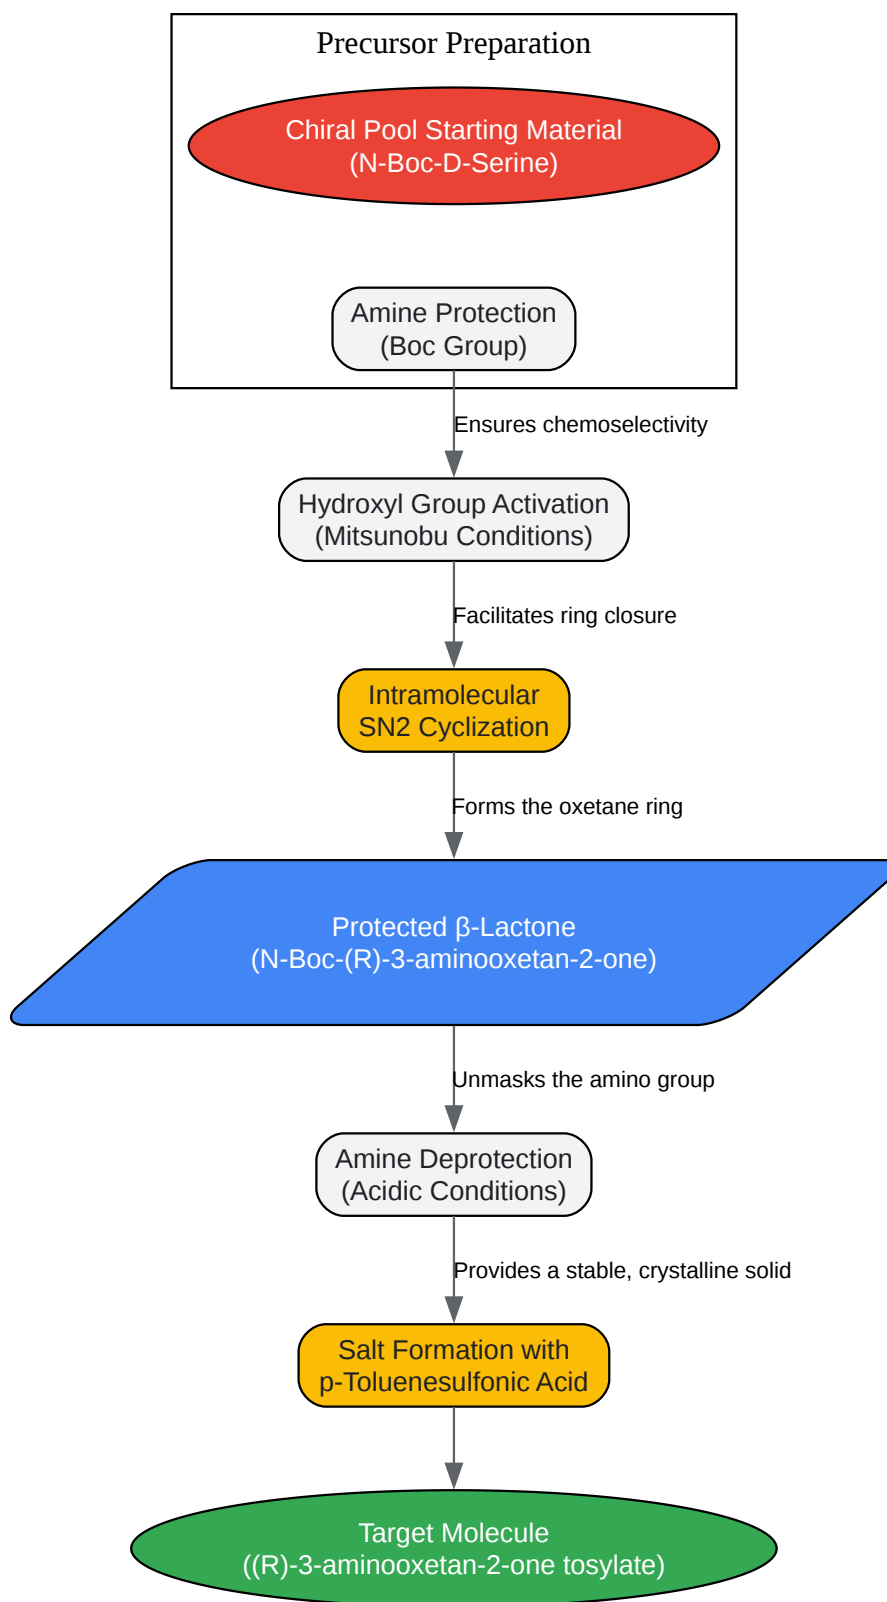 Precursor Preparation
Chiral Pool Starting Material
(N-Boc-D-Serine)
Amine Protection
(Boc Group)
Ensures chemoselectivity
Hydroxyl Group Activation
(Mitsunobu Conditions)
Facilitates ring closure
Intramolecular
SN2 Cyclization
Forms the oxetane ring
Protected β-Lactone
(N-Boc-(R)-3-aminooxetan-2-one)
Unmasks the amino group
Amine Deprotection
(Acidic Conditions)
Provides a stable, crystalline solid
Salt Formation with
p-Toluenesulfonic Acid
Target Molecule
((R)-3-aminooxetan-2-one tosylate)